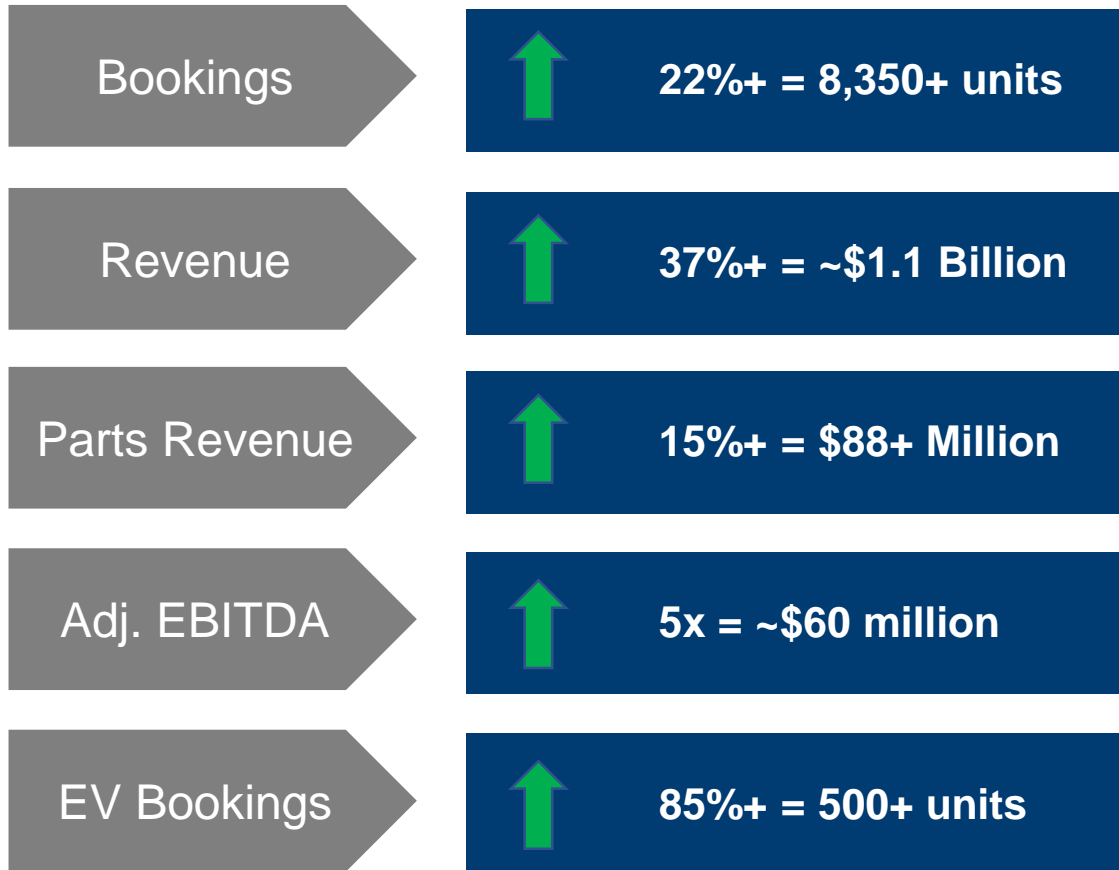 Bookings
22%+ = 8,350+ units
Revenue
37%+ = ~$1.1 Billion
Parts Revenue
15%+ = $88+ Million
Adj. EBITDA
5x = ~$60 million
EV Bookings
85%+ = 500+ units